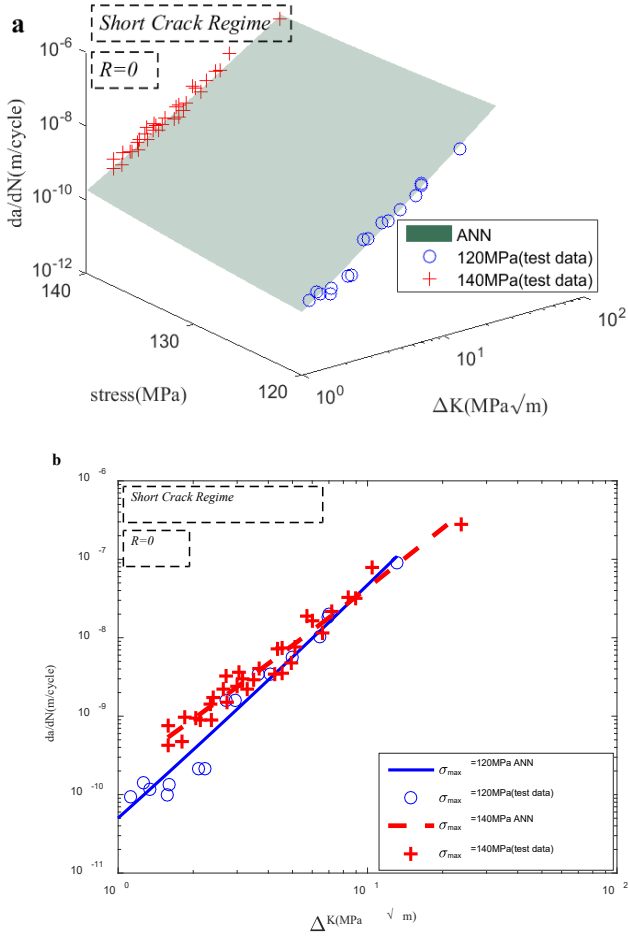 a
Short Crack Regime
R=0
10^-6
10^-8
10^-10
10^-12
da/dN(m/cycle)
140
130
120
stress(MPa)
10^0
10^1
10^2
ΔK(MPa√m)
ANN
120MPa(test data)
140MPa(test data)
b
Short Crack Regime
R=0
10^-6
10^-7
10^-8
10^-9
10^-10
10^-11
da/dN(m/cycle)
10^0
10^1
10^2
ΔK(MPa √ m)
σmax =120MPa ANN
σmax =120MPa(test data)
σmax =140MPa ANN
σmax =140MPa(test data)